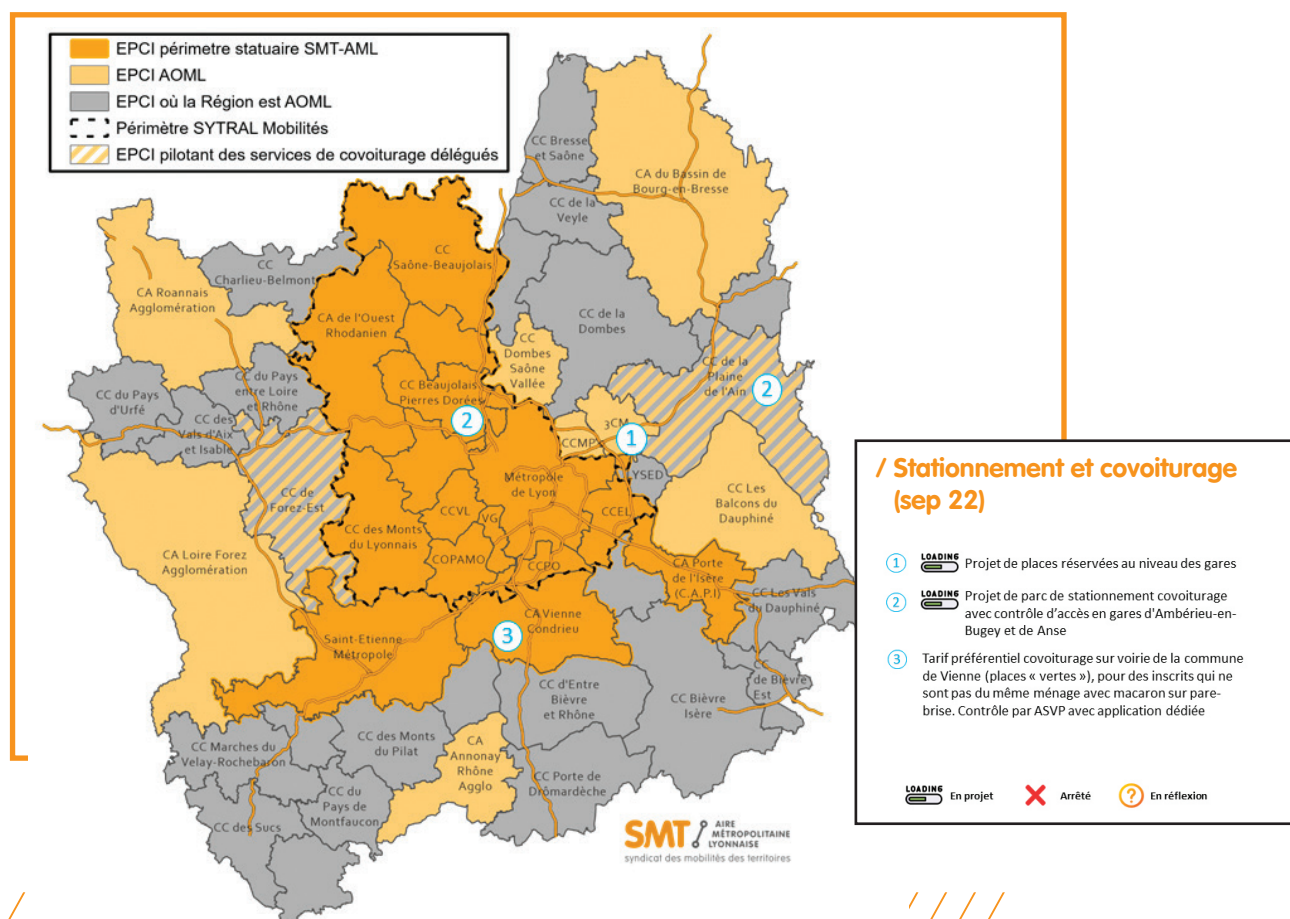 EPCI périmetre statuaire SMT-AML
EPCI AOML
EPCI où la Région est AOML
Périmètre SYTRAL Mobilités
EPCI pilotant des services de covoiturage délégués
CC Bresse
et Saône
CA du Bassin de
Bourg-en-Bresse
CC de la
Veyle
CC
Saône-Beaujolais
CC
Charlieu-Belmont
CA Roannais
Agglomération
CA de l'Ouest
Rhodanien
CC de la
Dombes
CC
Dombes
Saône
Vallée
CC de la
Plaine
de l'Ain
2
CC du Pays
d'Urfé
CC du Pays
entre Loire
et Rhône
CC des
Vals d'Aix
et Isable
CC Beaujolais
Pierres Dorées
2
3CM
CCMP
1
LYSED
Métropole
de Lyon
CC de
Forez-Est
CC Les
Balcons du
Dauphiné
CCVL
VG
CCEL
CC des Monts
du Lyonnais
COPAMO
CCPO
CA Loire Forez
Agglomération
CA Porte
de l'Isère
(C.A.P.I)
CC Les Vals
du Dauphiné
CA Vienne
Condrieu
3
Saint-Etienne
Métropole
CC
de Bièvre
Est
CC d'Entre
Bièvre
et Rhône
CC Bièvre
Isère
CC des Monts
du Pilat
CC Marches du
Velay-Rochebaron
CA
Annonay
Rhône
Agglo
CC Porte de
Drômardèche
CC du
Pays de
Montfaucon
CC des Sucs
SMT
AIRE
MÉTROPOLITAINE
LYONNAISE
syndicat des mobilités des territoires
/ Stationnement et covoiturage
(sep 22)
1 LOADING Projet de places réservées au niveau des gares
2 LOADING Projet de parc de stationnement covoiturage
avec contrôle d'accès en gares d'Ambérieu-en-
Bugey et de Anse
3 Tarif préférentiel covoiturage sur voirie de la commune
de Vienne (places « vertes »), pour des inscrits qui ne
sont pas du même ménage avec macaron sur pare-
brise. Contrôle par ASVP avec application dédiée
LOADING En projet
Arrêté
? En réflexion